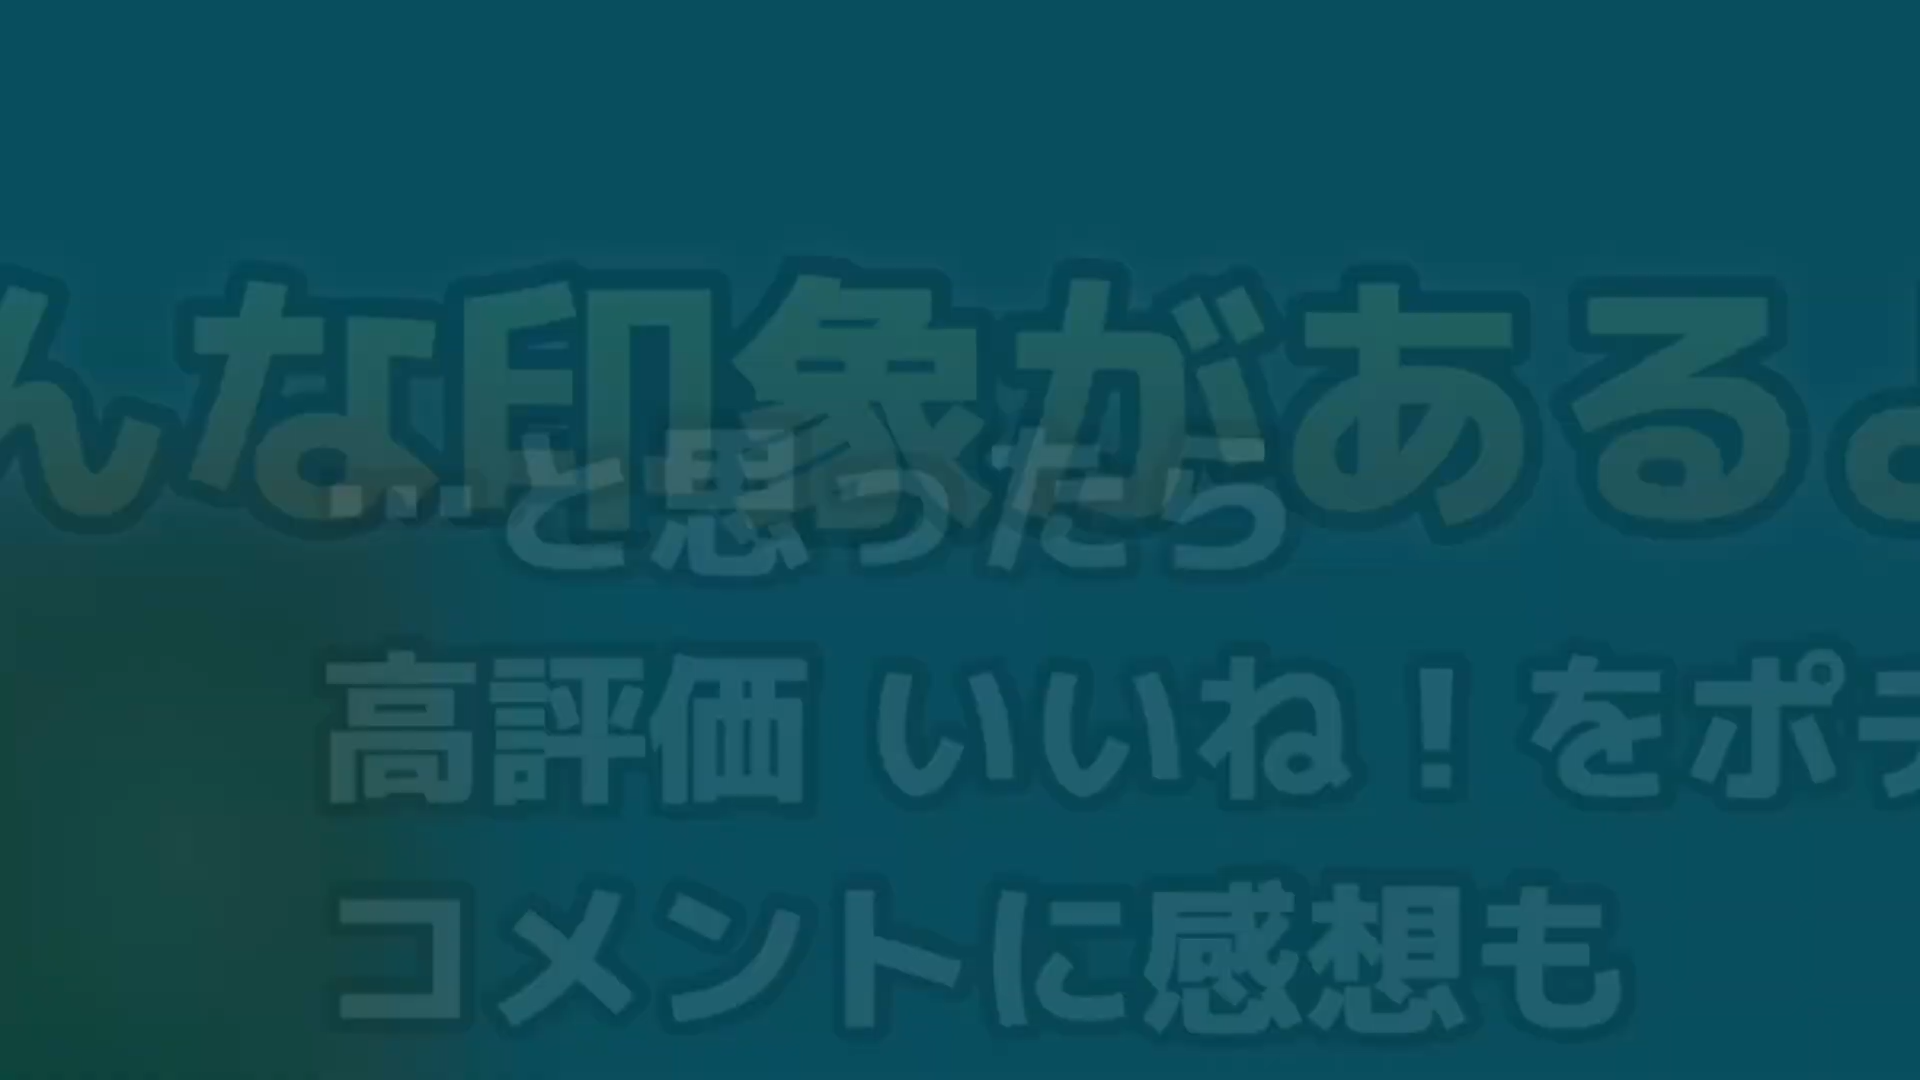 んな印象がある
…と思ったら
高評価 いいね！をポチ
コメントに感想も